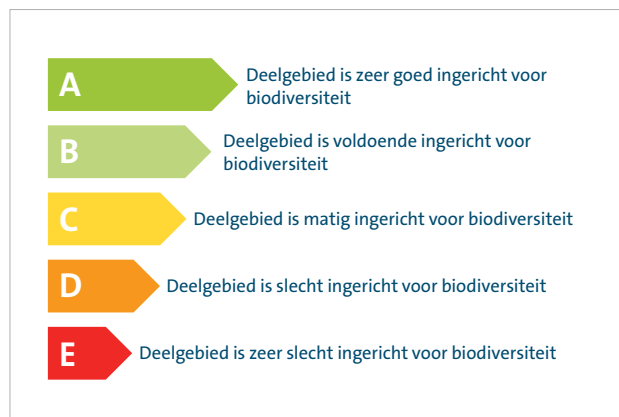 A
Deelgebied is zeer goed ingericht voor
biodiversiteit
B
Deelgebied is voldoende ingericht voor
biodiversiteit
C
Deelgebied is matig ingericht voor biodiversiteit
D
Deelgebied is slecht ingericht voor biodiversiteit
E
Deelgebied is zeer slecht ingericht voor biodiversiteit